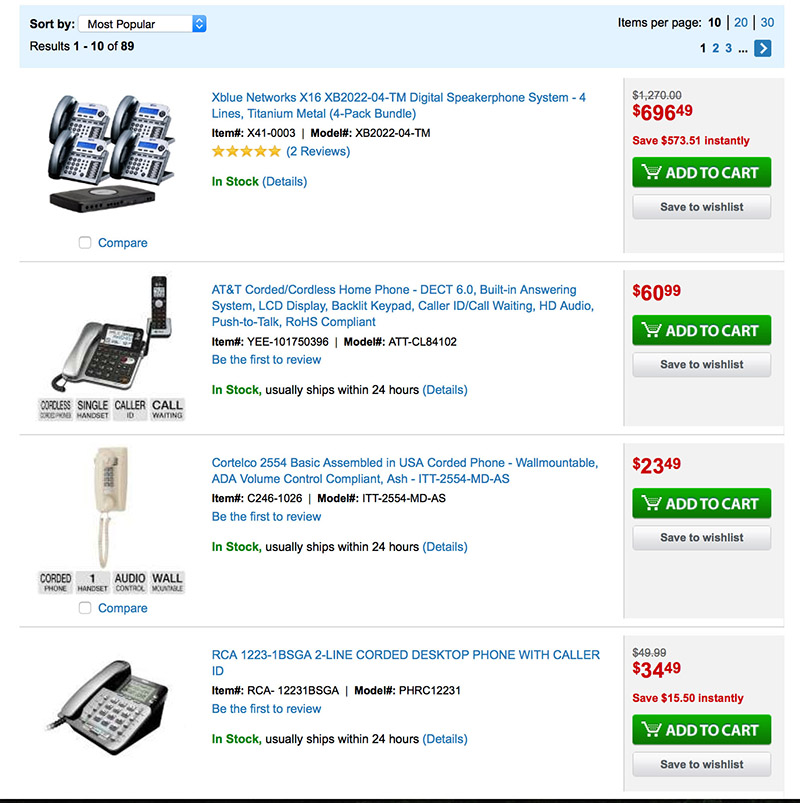 Sort by: Most Popular
Items per page: 10 | 20 | 30
Results 1 - 10 of 89
1 2 3 ...
Xblue Networks X16 XB2022-04-TM Digital Speakerphone System - 4
Lines, Titanium Metal (4-Pack Bundle)
Item#: X41-0003 | Model#: XB2022-04-TM
(2 Reviews)
In Stock (Details)
Compare
$1,270.00
$696.49
Save $573.51 instantly
ADD TO CART
Save to wishlist
AT&T Corded/Cordless Home Phone - DECT 6.0, Built-in Answering
System, LCD Display, Backlit Keypad, Caller ID/Call Waiting, HD Audio,
Push-to-Talk, RoHS Compliant
Item#: YEE-101750396 | Model#: ATT-CL84102
Be the first to review
In Stock, usually ships within 24 hours (Details)
CORDLESS SINGLE CALLER CALL
CORDED PHONES HANDSET ID WAITING
$60.99
ADD TO CART
Save to wishlist
Cortelco 2554 Basic Assembled in USA Corded Phone - Wallmountable,
ADA Volume Control Compliant, Ash - ITT-2554-MD-AS
Item#: C246-1026 | Model#: ITT-2554-MD-AS
Be the first to review
In Stock, usually ships within 24 hours (Details)
CORDED 1 AUDIO WALL
PHONE HANDSET CONTROL MOUNTABLE
Compare
$23.49
ADD TO CART
Save to wishlist
RCA 1223-1BSGA 2-LINE CORDED DESKTOP PHONE WITH CALLER
ID
Item#: RCA- 12231BSGA | Model#: PHRC12231
Be the first to review
In Stock, usually ships within 24 hours (Details)
$49.99
$34.49
Save $15.50 instantly
ADD TO CART
Save to wishlist